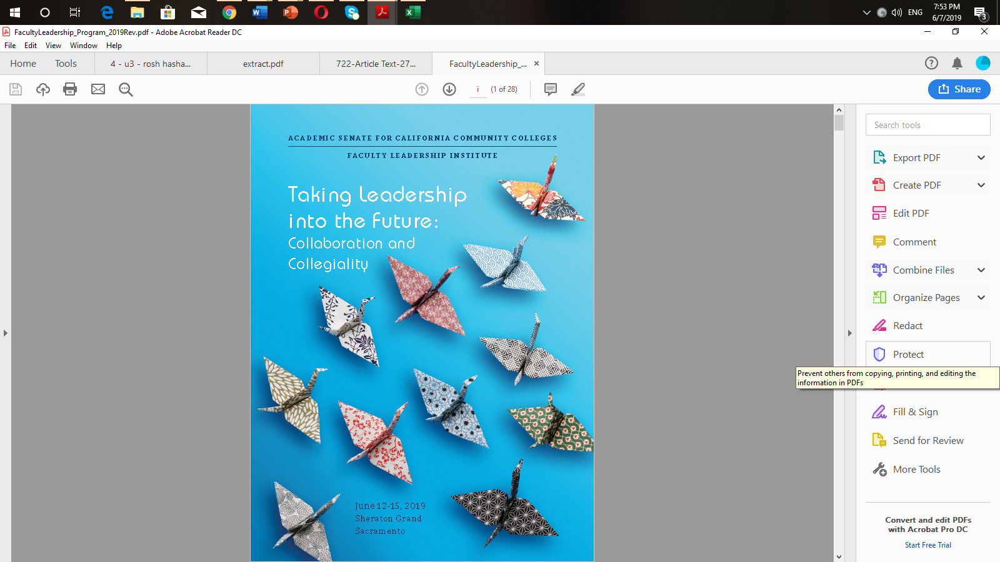 7:53 PM
ENG
6/7/2019
3
FacultyLeadership_Program_2019Rev.pdf - Adobe Acrobat Reader DC
File Edit View Window Help
Home Tools 4 - u3 - rosh hasha... extract.pdf 722-Article Text-27... FacultyLeadership_...
i (1 of 28) Share
ACADEMIC SENATE FOR CALIFORNIA COMMUNITY COLLEGES
FACULTY LEADERSHIP INSTITUTE
Taking Leadership
into the Future:
Collaboration and
Collegiality
June 12-15, 2019
Sheraton Grand
Sacramento
Search tools
Export PDF
Create PDF
Edit PDF
Comment
Combine Files
Organize Pages
Redact
Protect
Prevent others from copying, printing, and editing the
information in PDFs
Fill & Sign
Send for Review
More Tools
Convert and edit PDFs
with Acrobat Pro DC
Start Free Trial